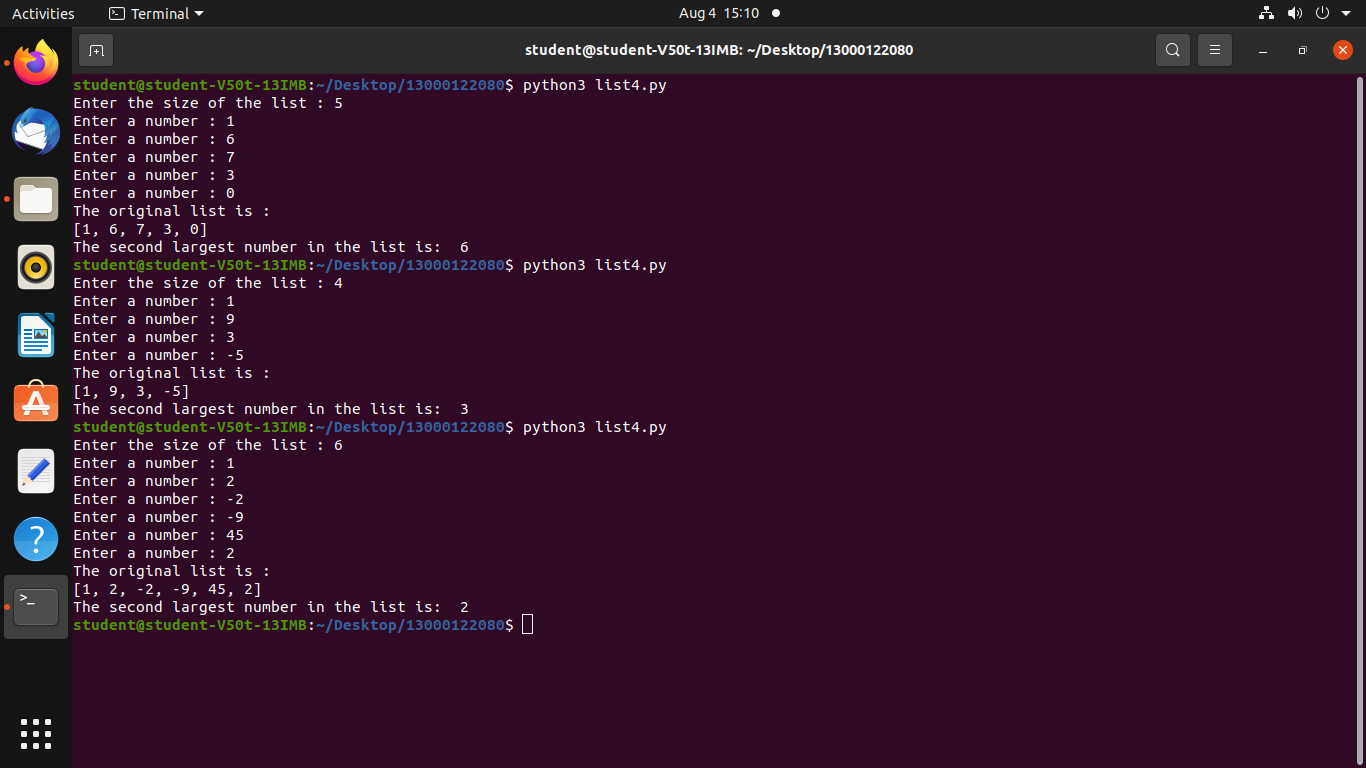 Activities Terminal Aug 4 15:10
student@student-V50t-13IMB: ~/Desktop/13000122080
student@student-V50t-13IMB:~/Desktop/13000122080$ python3 list4.py
Enter the size of the list : 5
Enter a number : 1
Enter a number : 6
Enter a number : 7
Enter a number : 3
Enter a number : 0
The original list is :
[1, 6, 7, 3, 0]
The second largest number in the list is:  6
student@student-V50t-13IMB:~/Desktop/13000122080$ python3 list4.py
Enter the size of the list : 4
Enter a number : 1
Enter a number : 9
Enter a number : 3
Enter a number : -5
The original list is :
[1, 9, 3, -5]
The second largest number in the list is:  3
student@student-V50t-13IMB:~/Desktop/13000122080$ python3 list4.py
Enter the size of the list : 6
Enter a number : 1
Enter a number : 2
Enter a number : -2
Enter a number : -9
Enter a number : 45
Enter a number : 2
The original list is :
[1, 2, -2, -9, 45, 2]
The second largest number in the list is:  2
student@student-V50t-13IMB:~/Desktop/13000122080$